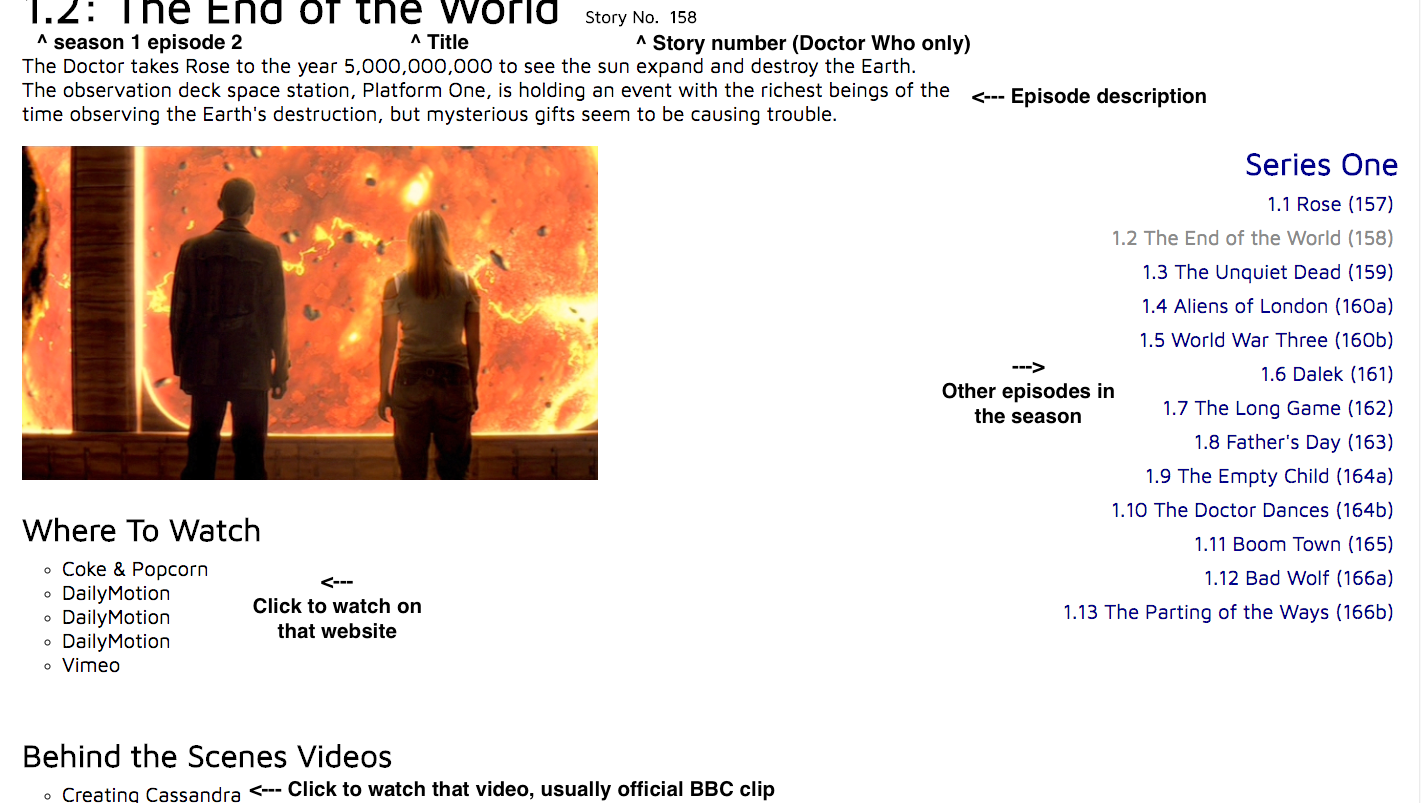 1.2: The End of the World Story No. 158
^ season 1 episode 2 ^ Title ^ Story number (Doctor Who only)
The Doctor takes Rose to the year 5,000,000,000 to see the sun expand and destroy the Earth.
The observation deck space station, Platform One, is holding an event with the richest beings of the
time observing the Earth's destruction, but mysterious gifts seem to be causing trouble.
<--- Episode description
Series One
1.1 Rose (157)
1.2 The End of the World (158)
1.3 The Unquiet Dead (159)
1.4 Aliens of London (160a)
1.5 World War Three (160b)
1.6 Dalek (161)
1.7 The Long Game (162)
1.8 Father's Day (163)
1.9 The Empty Child (164a)
1.10 The Doctor Dances (164b)
1.11 Boom Town (165)
1.12 Bad Wolf (166a)
1.13 The Parting of the Ways (166b)
--->
Other episodes in
the season
Where To Watch
Coke & Popcorn
DailyMotion
DailyMotion
DailyMotion
Vimeo
<---
Click to watch on
that website
Behind the Scenes Videos
Creating Cassandra <--- Click to watch that video, usually official BBC clip